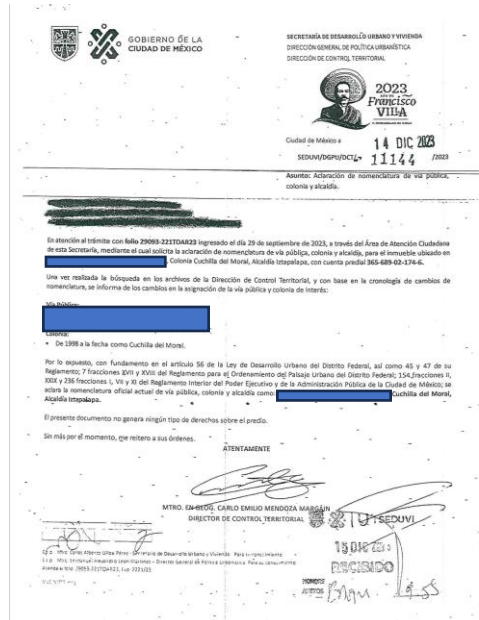 GOBIERNO DE LA
CIUDAD DE MÉXICO
SECRETARÍA DE DESARROLLO URBANO Y VIVIENDA
DIRECCIÓN GENERAL DE POLÍTICA URBANÍSTICA
DIRECCIÓN DE CONTROL TERRITORIAL
2023
Francisco
VILLA
Ciudad de México a 14 DIC 2023
SEDUVI/DGPU/DCT/ 11144 /2023
Asunto: Aclaración de nomenclatura de vía pública,
colonia y alcaldía.
En atención al trámite con folio 29093-221TOAR23 ingresado el día 29 de septiembre de 2023, a través del Área de Atención Ciudadana
de esta Secretaría, mediante el cual solicita la aclaración de nomenclatura de vía pública, colonia y alcaldía, para el inmueble ubicado en
, Colonia Cuchilla del Moral, Alcaldía Iztapalapa, con cuenta predial 365-689-02-174-6.
Una vez realizada la búsqueda en los archivos de la Dirección de Control Territorial, y con base en la cronología de cambios de
nomenclatura, se informa de los cambios en la asignación de la vía pública y colonia de interés:
Vía Pública:
Colonia:
• De 1998 a la fecha como Cuchilla del Moral.
Por lo expuesto, con fundamento en el artículo 56 de la Ley de Desarrollo Urbano del Distrito Federal, así como 45 y 47 de su
Reglamento; 7 fracciones XVII y XVIII del Reglamento para el Ordenamiento del Paisaje Urbano del Distrito Federal; 154 fracciones II,
XXIX y 236 fracciones I, VII y XI del Reglamento Interior del Poder Ejecutivo y de la Administración Pública de la Ciudad de México; se
aclara la nomenclatura oficial actual de vía pública, colonia y alcaldía como: Cuchilla del Moral,
Alcaldía Iztapalapa.
El presente documento no genera ningún tipo de derechos sobre el predio.
Sin más por el momento, me reitero a sus órdenes.
ATENTAMENTE
MTRO. EN GEOG. CARLO EMILIO MENDOZA MARGÁIN
DIRECTOR DE CONTROL TERRITORIAL
SEDUVI
15 DIC 2023
RECIBIDO